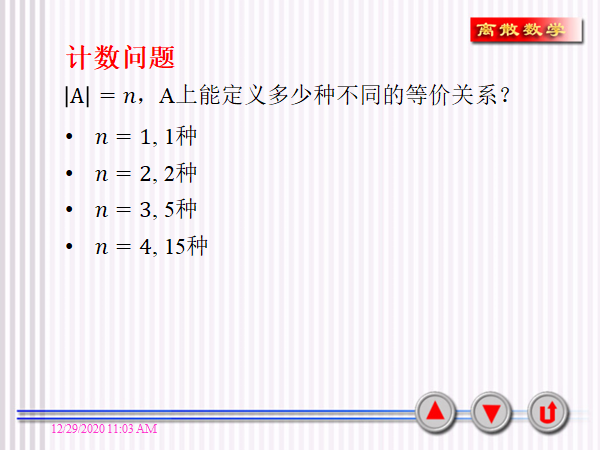 离散数学
计数问题
|A| = n，A上能定义多少种不同的等价关系？
• n = 1, 1种
• n = 2, 2种
• n = 3, 5种
• n = 4, 15种
12/29/2020 11:03 AM